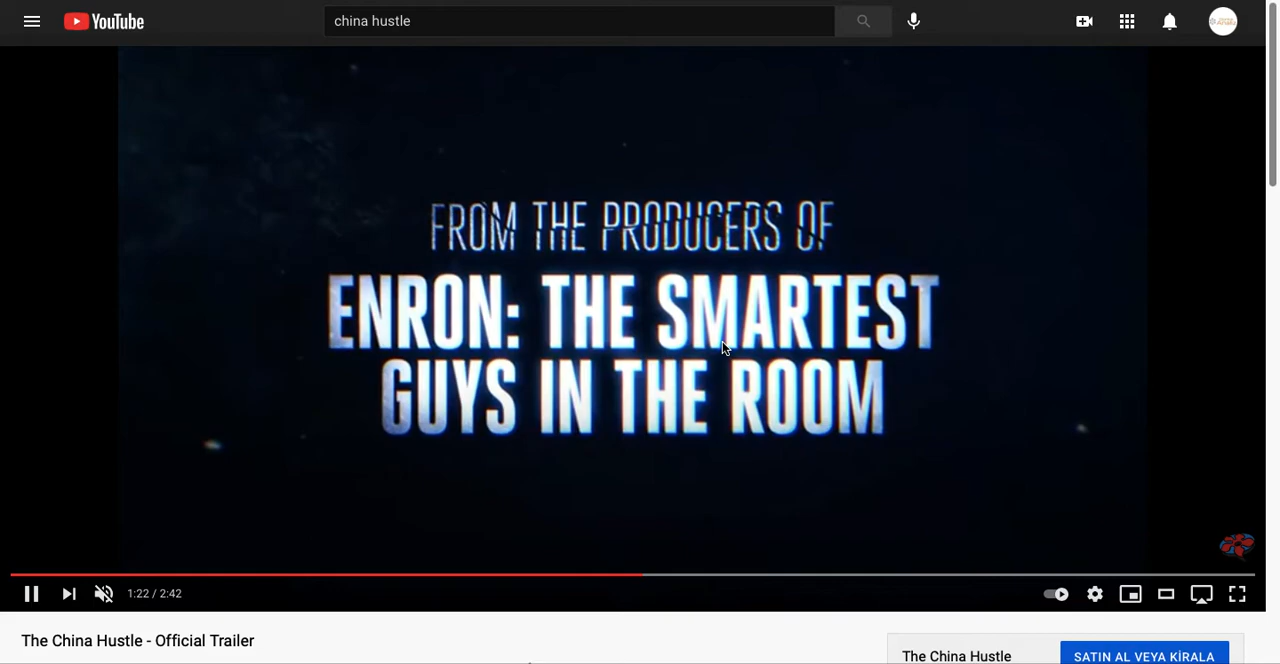 YouTube
china hustle
FROM THE PRODUCERS OF
ENRON: THE SMARTEST
GUYS IN THE ROOM
1:22 / 2:42
The China Hustle - Official Trailer
The China Hustle
SATIN AL VEYA KİRALA